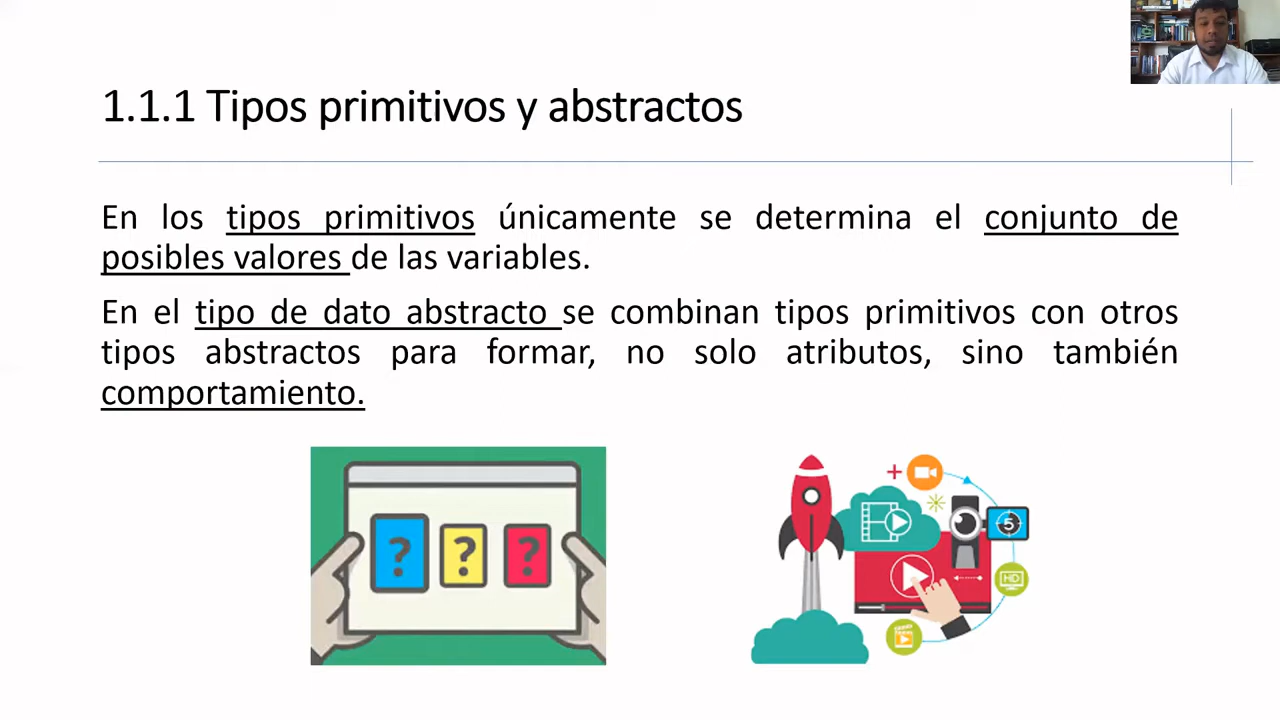 1.1.1 Tipos primitivos y abstractos
En los tipos primitivos únicamente se determina el conjunto de
posibles valores de las variables.
En el tipo de dato abstracto se combinan tipos primitivos con otros
tipos abstractos para formar, no solo atributos, sino también
comportamiento.
? ? ?
5
HD